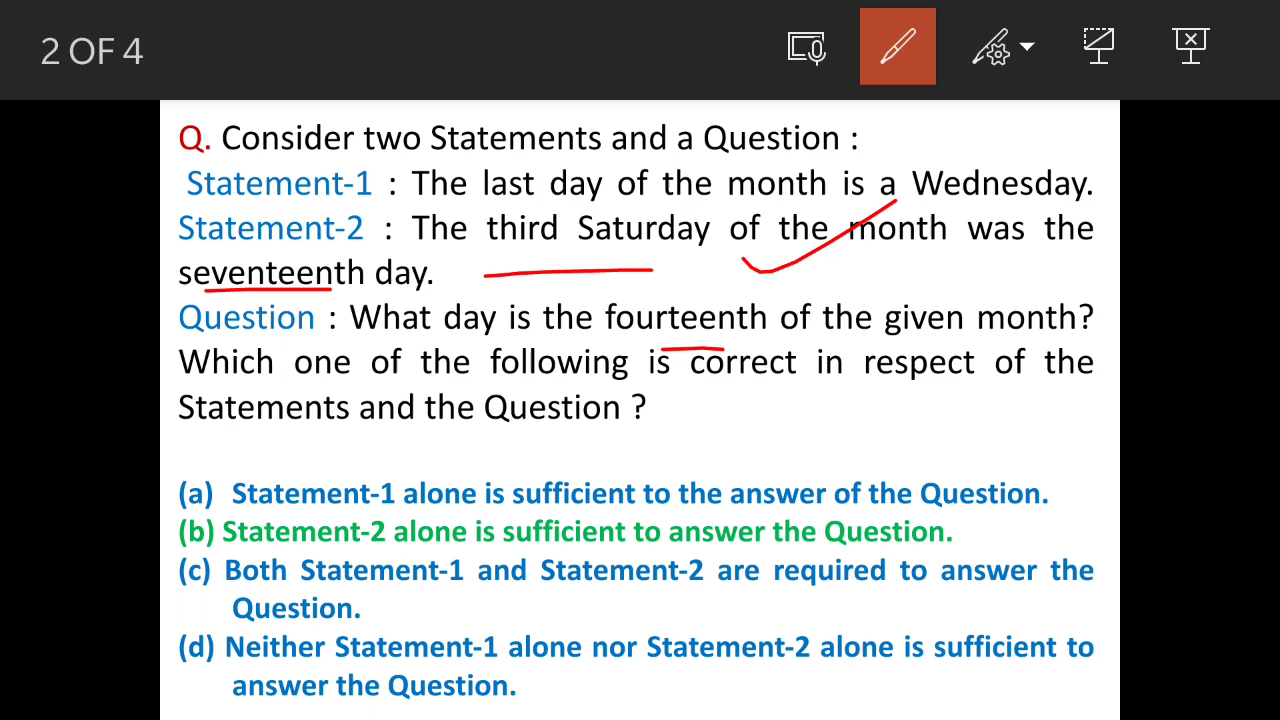 2 OF 4
Q. Consider two Statements and a Question :
Statement-1 : The last day of the month is a Wednesday.
Statement-2 : The third Saturday of the month was the
seventeenth day.
Question : What day is the fourteenth of the given month?
Which one of the following is correct in respect of the
Statements and the Question ?
(a) Statement-1 alone is sufficient to the answer of the Question.
(b) Statement-2 alone is sufficient to answer the Question.
(c) Both Statement-1 and Statement-2 are required to answer the
Question.
(d) Neither Statement-1 alone nor Statement-2 alone is sufficient to
answer the Question.